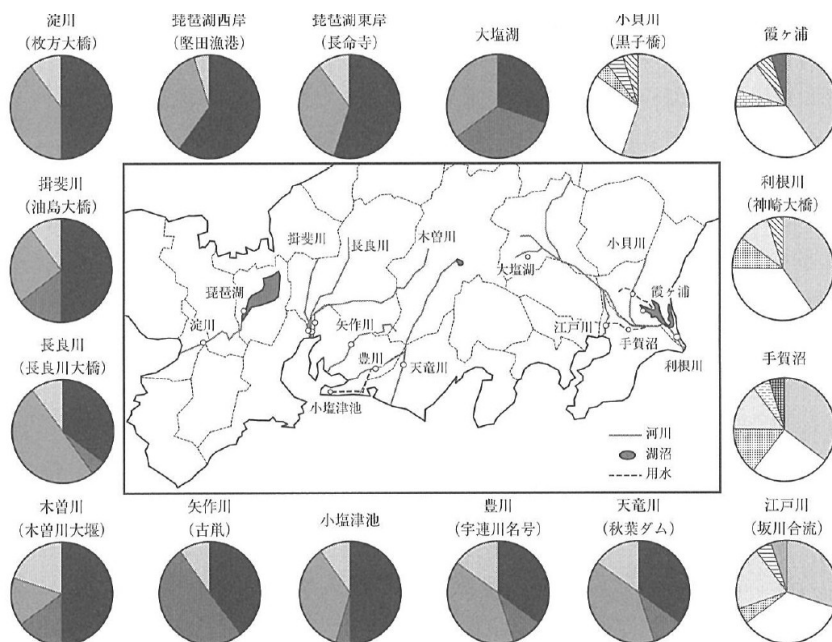 淀川
(枚方大橋)
琵琶湖西岸
(堅田漁港)
琵琶湖東岸
(長命寺)
大塩湖
小貝川
(黒子橋)
霞ヶ浦
揖斐川
(油島大橋)
利根川
(神崎大橋)
長良川
(長良川大橋)
手賀沼
揖斐川
長良川
木曽川
小貝川
大塩湖
琵琶湖
霞ヶ浦
淀川
矢作川
江戸川
手賀沼
豊川
天竜川
利根川
小塩津池
河川
湖沼
用水
木曽川
(木曽川大堰)
矢作川
(古鼡)
小塩津池
豊川
(宇連川名号)
天竜川
(秋葉ダム)
江戸川
(坂川合流)